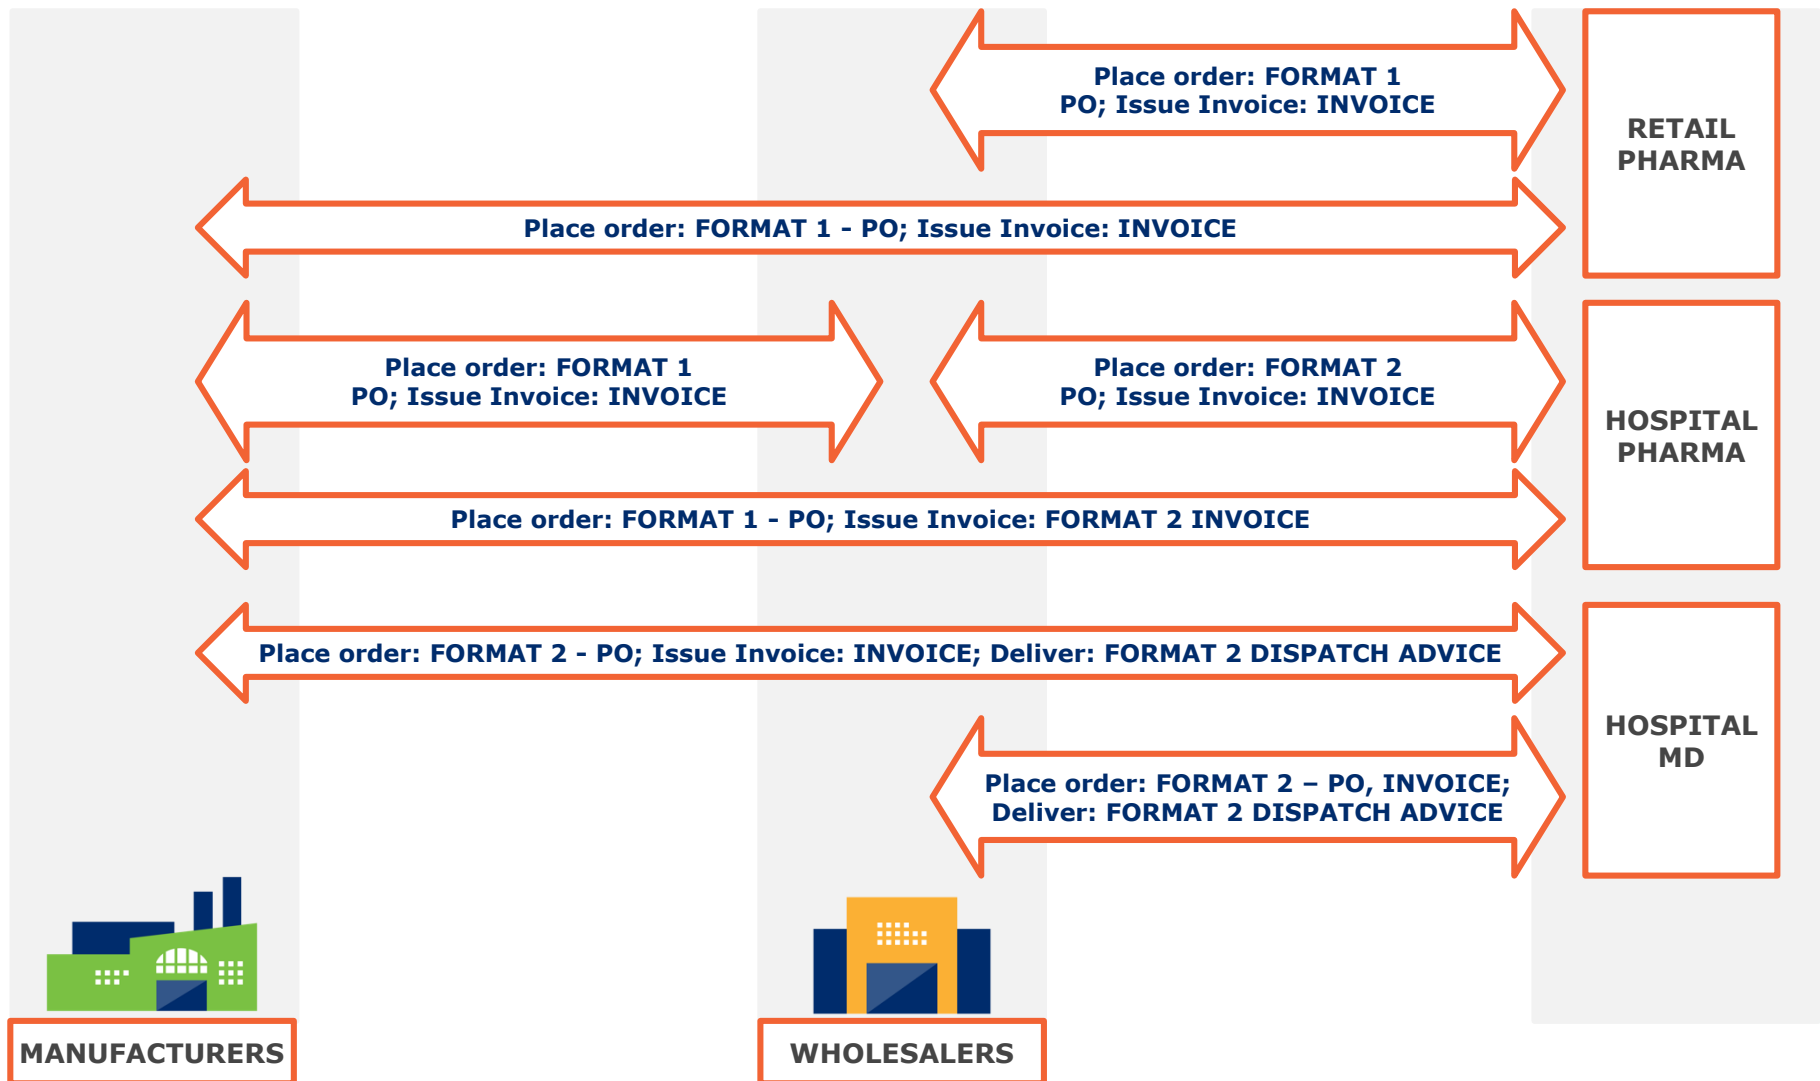 Place order: FORMAT 1
PO; Issue Invoice: INVOICE
RETAIL
PHARMA
Place order: FORMAT 1 - PO; Issue Invoice: INVOICE
Place order: FORMAT 1
PO; Issue Invoice: INVOICE
Place order: FORMAT 2
PO; Issue Invoice: INVOICE
HOSPITAL
PHARMA
Place order: FORMAT 1 - PO; Issue Invoice: FORMAT 2 INVOICE
Place order: FORMAT 2 - PO; Issue Invoice: INVOICE; Deliver: FORMAT 2 DISPATCH ADVICE
HOSPITAL
MD
Place order: FORMAT 2 – PO, INVOICE;
Deliver: FORMAT 2 DISPATCH ADVICE
MANUFACTURERS
WHOLESALERS